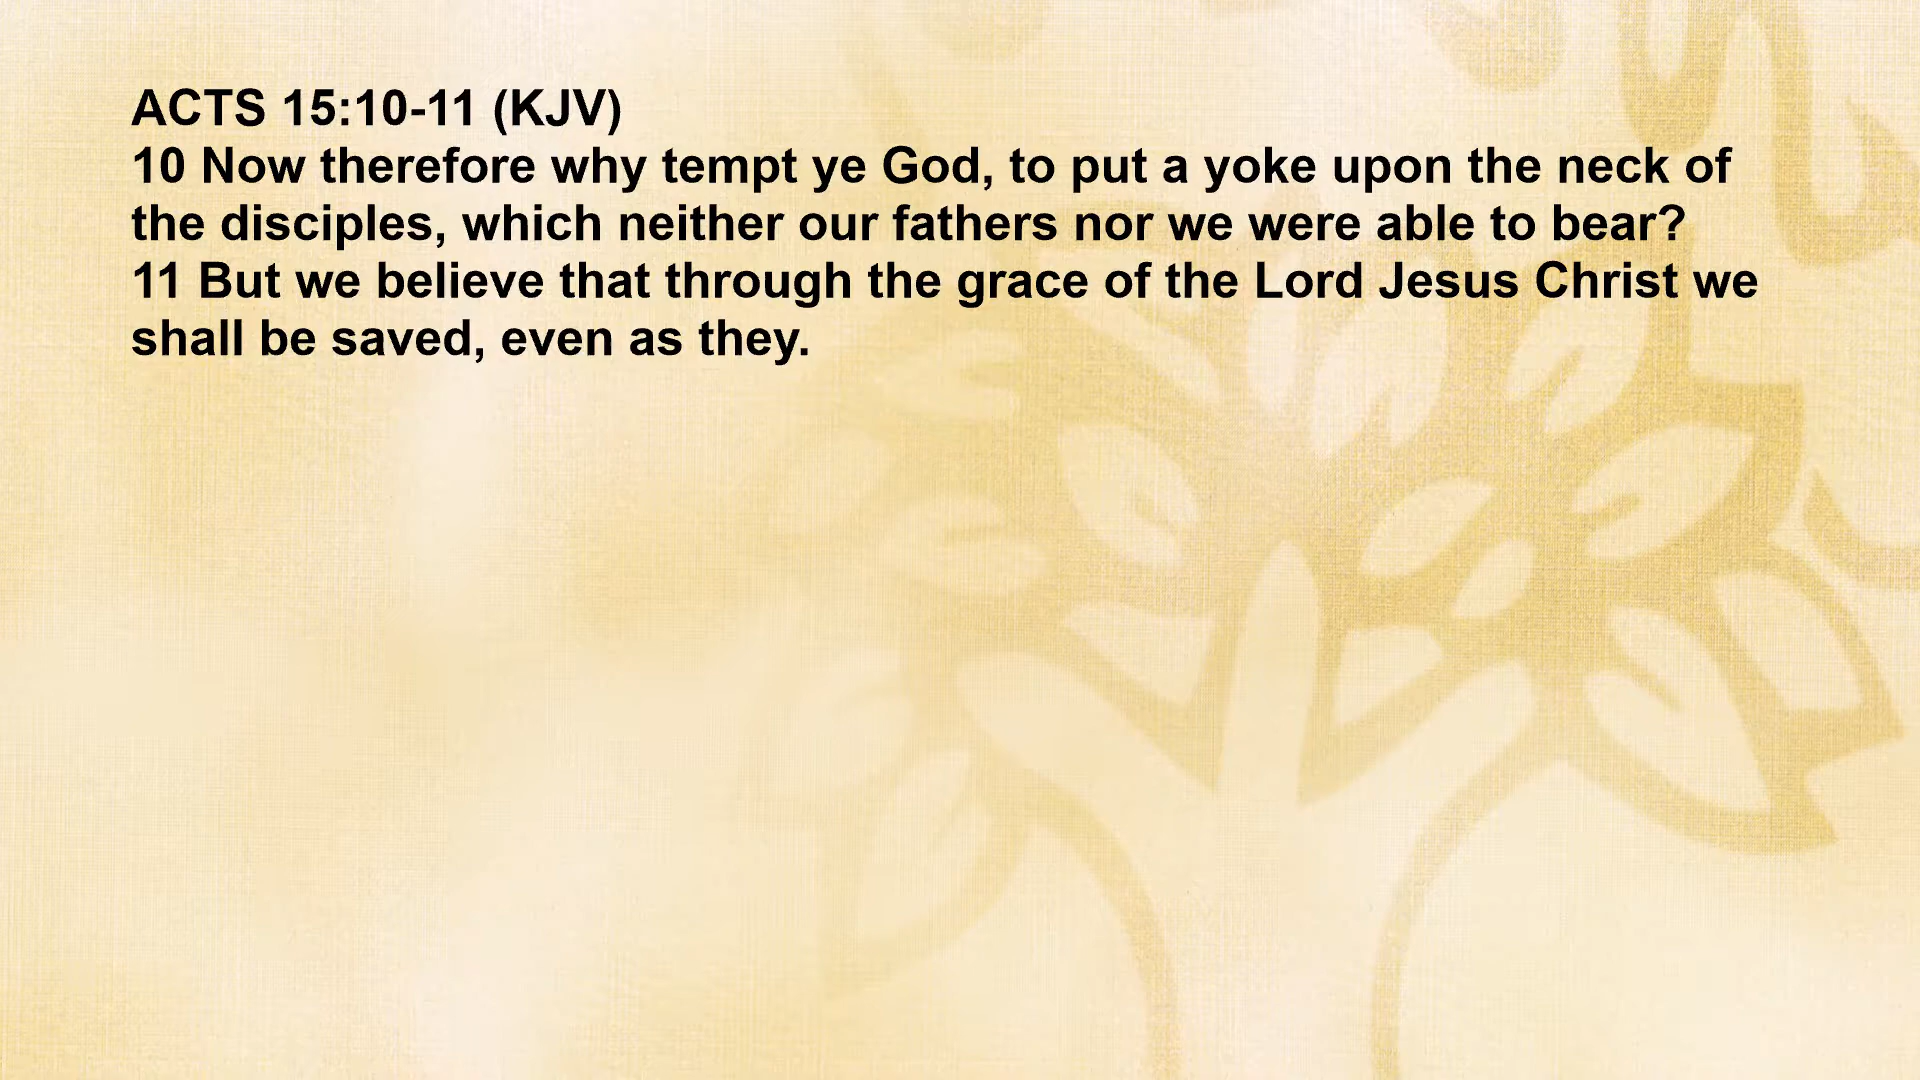 ACTS 15:10-11 (KJV)
10 Now therefore why tempt ye God, to put a yoke upon the neck of
the disciples, which neither our fathers nor we were able to bear?
11 But we believe that through the grace of the Lord Jesus Christ we
shall be saved, even as they.